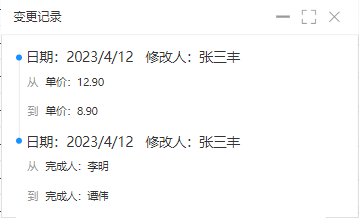 变更记录
日期：2023/4/12 修改人：张三丰
从 单价：12.90
到 单价：8.90
日期：2023/4/12 修改人：张三丰
从 完成人：李明
到 完成人：谭伟